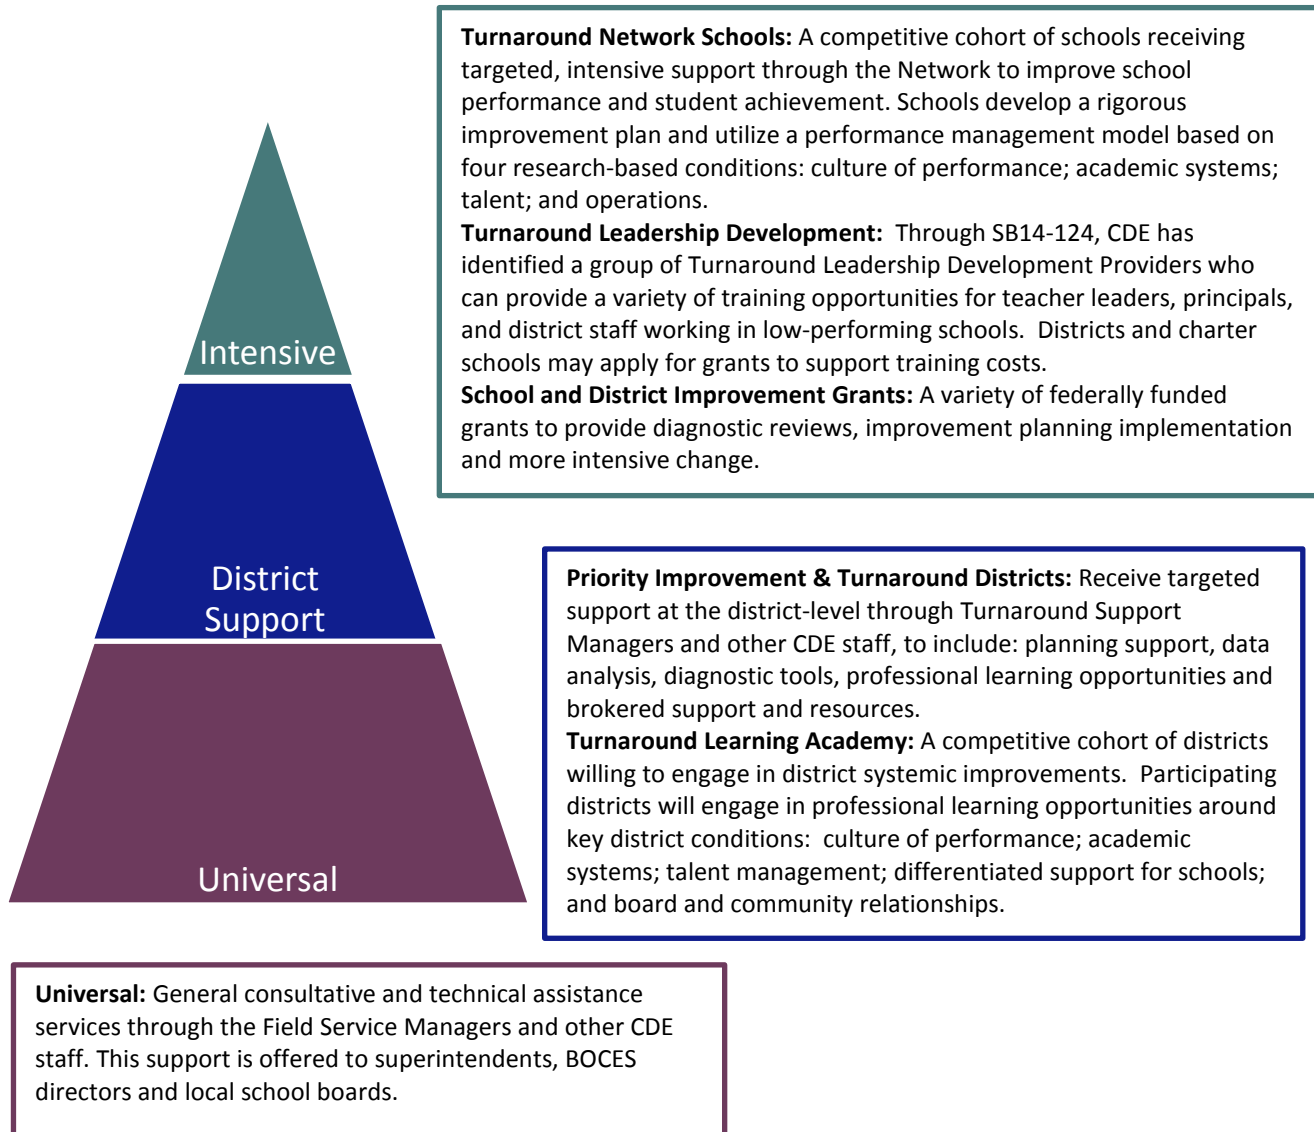 Turnaround Network Schools: A competitive cohort of schools receiving
targeted, intensive support through the Network to improve school
performance and student achievement. Schools develop a rigorous
improvement plan and utilize a performance management model based on
four research-based conditions: culture of performance; academic systems;
talent; and operations.
Turnaround Leadership Development: Through SB14-124, CDE has
identified a group of Turnaround Leadership Development Providers who
can provide a variety of training opportunities for teacher leaders, principals,
and district staff working in low-performing schools. Districts and charter
schools may apply for grants to support training costs.
School and District Improvement Grants: A variety of federally funded
grants to provide diagnostic reviews, improvement planning implementation
and more intensive change.
Intensive
District
Support
Priority Improvement & Turnaround Districts: Receive targeted
support at the district-level through Turnaround Support
Managers and other CDE staff, to include: planning support, data
analysis, diagnostic tools, professional learning opportunities and
brokered support and resources.
Turnaround Learning Academy: A competitive cohort of districts
willing to engage in district systemic improvements. Participating
districts will engage in professional learning opportunities around
key district conditions: culture of performance; academic
systems; talent management; differentiated support for schools;
and board and community relationships.
Universal
Universal: General consultative and technical assistance
services through the Field Service Managers and other CDE
staff. This support is offered to superintendents, BOCES
directors and local school boards.